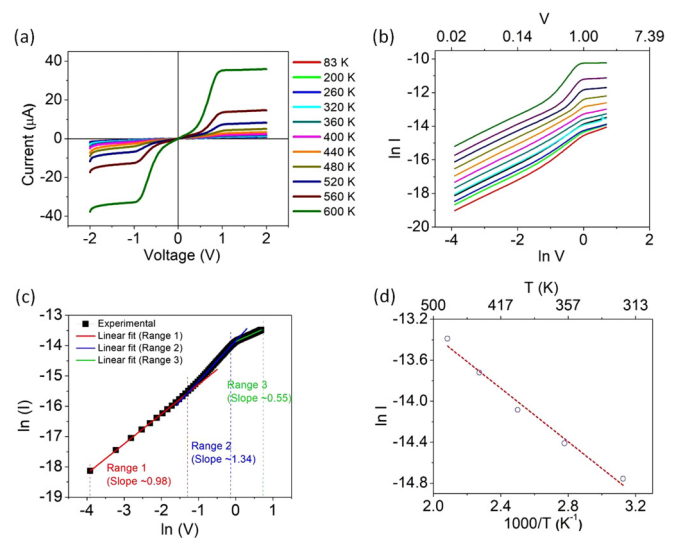 (a)
40
20
0
-20
-40
Current (µA)
-2
-1
0
1
2
Voltage (V)
83 K
200 K
260 K
320 K
360 K
400 K
440 K
480 K
520 K
560 K
600 K
(b)
V
0.02
0.14
1.00
7.39
-10
-12
-14
-16
-18
-20
ln I
-4
-2
0
2
ln V
(c)
-13
-14
-15
-16
-17
-18
-19
ln (I)
Experimental
Linear fit (Range 1)
Linear fit (Range 2)
Linear fit (Range 3)
Range 3
(Slope ~0.55)
Range 2
(Slope ~1.34)
Range 1
(Slope ~0.98)
-4
-3
-2
-1
0
1
ln (V)
(d)
T (K)
500
417
357
313
-13.2
-13.6
-14.0
-14.4
-14.8
ln I
2.0
2.4
2.8
3.2
1000/T (K⁻¹)